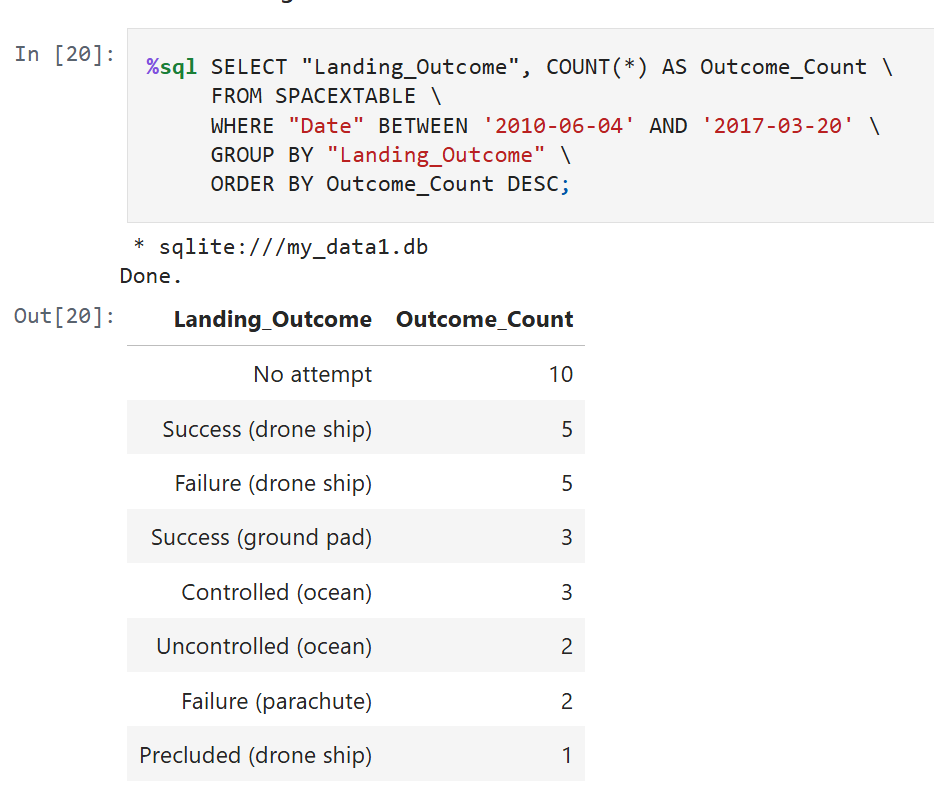 In [20]:
%sql SELECT "Landing_Outcome", COUNT(*) AS Outcome_Count \
FROM SPACEXTABLE \
WHERE "Date" BETWEEN '2010-06-04' AND '2017-03-20' \
GROUP BY "Landing_Outcome" \
ORDER BY Outcome_Count DESC;
* sqlite:///my_data1.db
Done.
Out[20]:
Landing_Outcome Outcome_Count
No attempt 10
Success (drone ship) 5
Failure (drone ship) 5
Success (ground pad) 3
Controlled (ocean) 3
Uncontrolled (ocean) 2
Failure (parachute) 2
Precluded (drone ship) 1